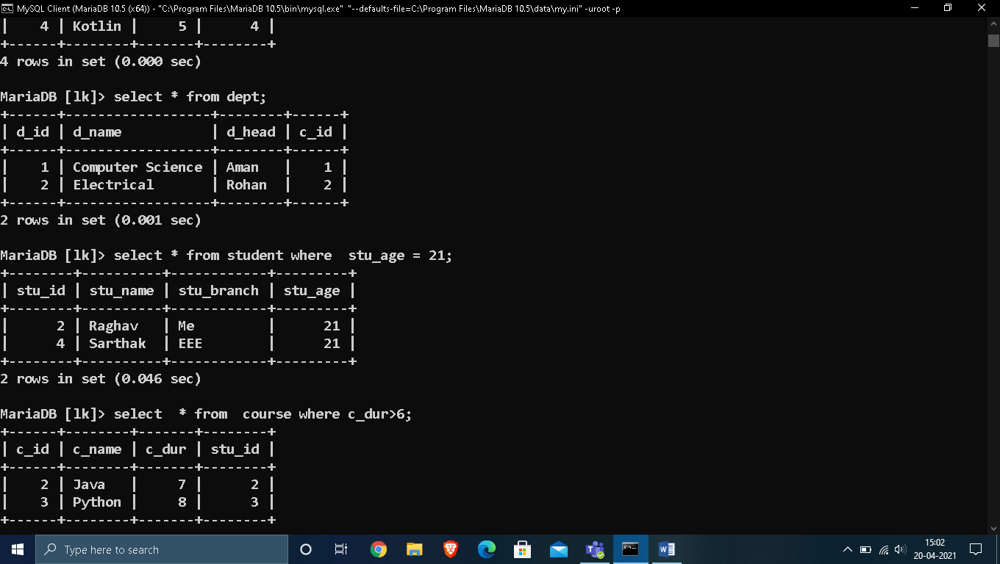 MySQL Client (MariaDB 10.5 (x64)) - "C:\Program Files\MariaDB 10.5\bin\mysql.exe" "--defaults-file=C:\Program Files\MariaDB 10.5\data\my.ini" -uroot -p
|    4 | Kotlin |     5 |      4 |
+------+--------+-------+--------+
4 rows in set (0.000 sec)
MariaDB [lk]> select * from dept;
+------+------------------+--------+------+
| d_id | d_name           | d_head | c_id |
+------+------------------+--------+------+
|    1 | Computer Science | Aman   |    1 |
|    2 | Electrical       | Rohan  |    2 |
+------+------------------+--------+------+
2 rows in set (0.001 sec)
MariaDB [lk]> select * from student where  stu_age = 21;
+--------+----------+------------+---------+
| stu_id | stu_name | stu_branch | stu_age |
+--------+----------+------------+---------+
|      2 | Raghav   | Me         |      21 |
|      4 | Sarthak  | EEE        |      21 |
+--------+----------+------------+---------+
2 rows in set (0.046 sec)
MariaDB [lk]> select  * from  course where c_dur>6;
+------+--------+-------+--------+
| c_id | c_name | c_dur | stu_id |
+------+--------+-------+--------+
|    2 | Java   |     7 |      2 |
|    3 | Python |     8 |      3 |
+------+--------+-------+--------+
Type here to search
15:02
20-04-2021